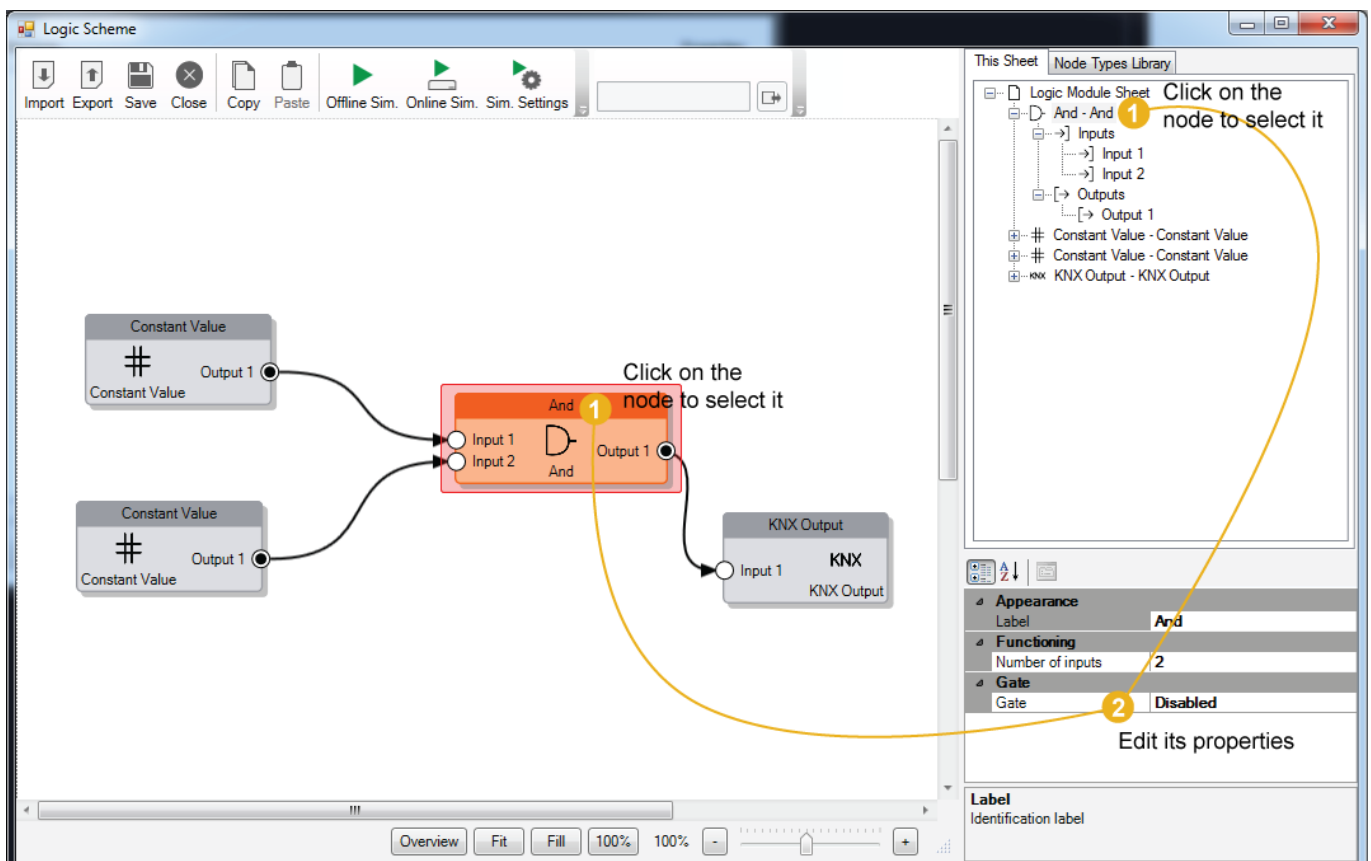 Logic Scheme
Import Export Save Close Copy Paste Offline Sim. Online Sim. Sim. Settings
This Sheet Node Types Library
Logic Module Sheet
And - And
Inputs
Input 1
Input 2
Outputs
Output 1
Constant Value - Constant Value
Constant Value - Constant Value
KNX KNX Output - KNX Output
1
Click on the
node to select it
Constant Value
Output 1
Constant Value
Constant Value
Output 1
Constant Value
And
Input 1
Input 2
Output 1
And
1
Click on the
node to select it
KNX Output
Input 1
KNX
KNX Output
Appearance
Label And
Functioning
Number of inputs 2
Gate
Gate Disabled
2
Edit its properties
Label
Identification label
Overview Fit Fill 100% 100% - +